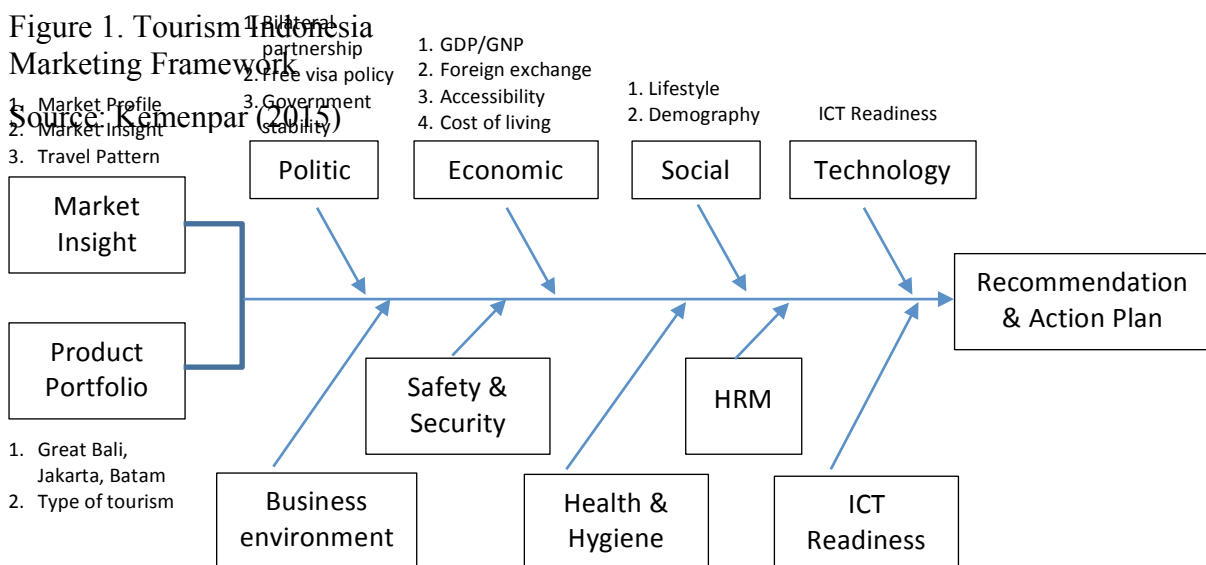 Figure 1. Tourism Indonesia
Marketing Framework
Source: Kemenpar (2015)
1. Market Profile
2. Market Insight
3. Travel Pattern
1. Bilateral
partnership
2. Free visa policy
3. Government
stability
1. GDP/GNP
2. Foreign exchange
3. Accessibility
4. Cost of living
1. Lifestyle
2. Demography
ICT Readiness
Politic
Economic
Social
Technology
Market
Insight
Product
Portfolio
Recommendation
& Action Plan
Safety &
Security
HRM
1. Great Bali,
Jakarta, Batam
2. Type of tourism
Business
environment
Health &
Hygiene
ICT
Readiness